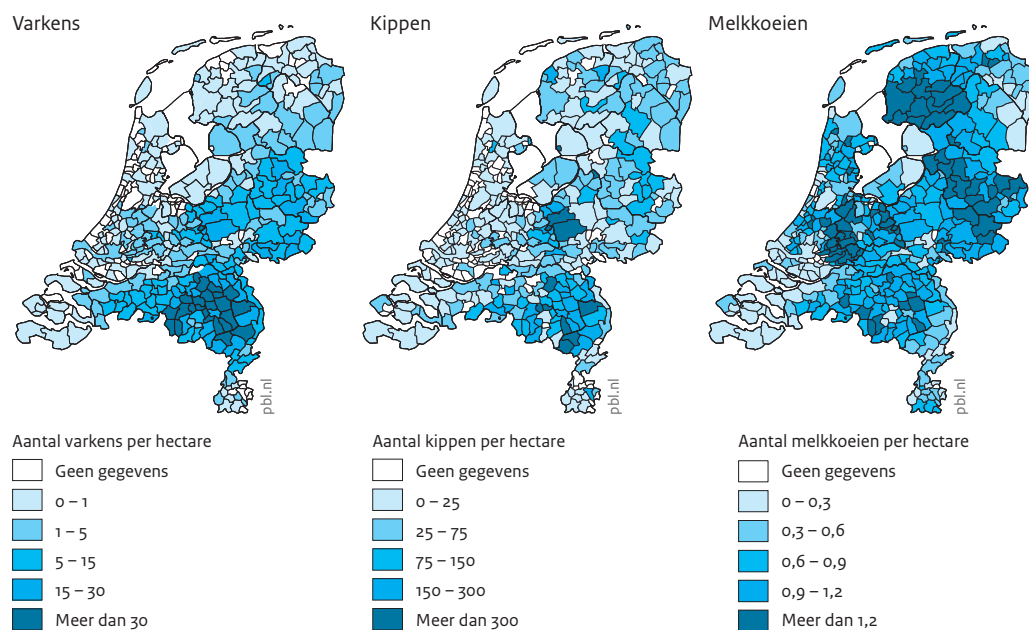 Varkens
Kippen
Melkkoeien
pbl.nl
pbl.nl
pbl.nl
Aantal varkens per hectare
Geen gegevens
0 – 1
1 – 5
5 – 15
15 – 30
Meer dan 30
Aantal kippen per hectare
Geen gegevens
0 – 25
25 – 75
75 – 150
150 – 300
Meer dan 300
Aantal melkkoeien per hectare
Geen gegevens
0 – 0,3
0,3 – 0,6
0,6 – 0,9
0,9 – 1,2
Meer dan 1,2